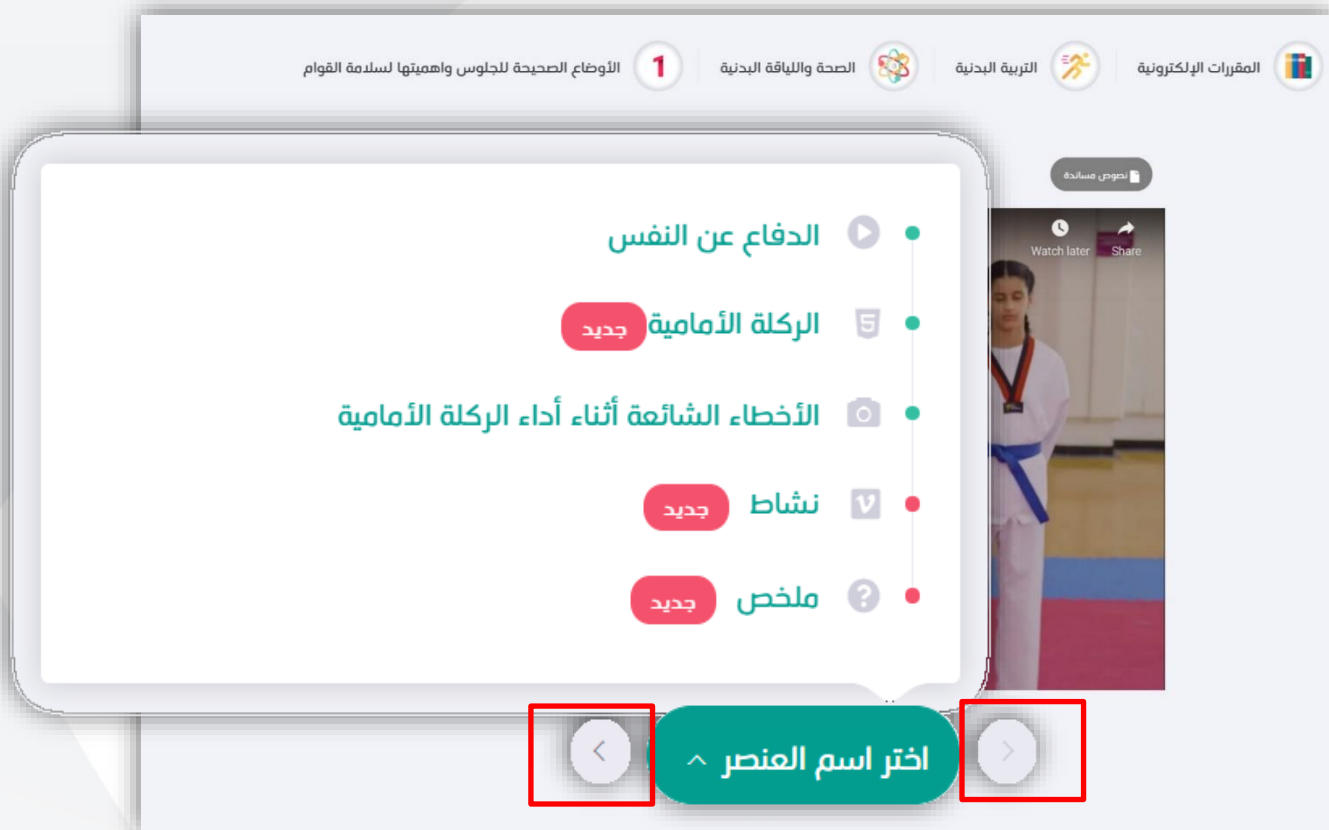 المقررات الإلكترونية
التربية البدنية
الصحة واللياقة البدنية
1 الأوضاع الصحيحة للجلوس واهميتها لسلامة القوام
نصوص مساندة
Watch later
Share
الدفاع عن النفس
الركلة الأمامية جديد
الأخطاء الشائعة أثناء أداء الركلة الأمامية
نشاط جديد
ملخص جديد
اختر اسم العنصر